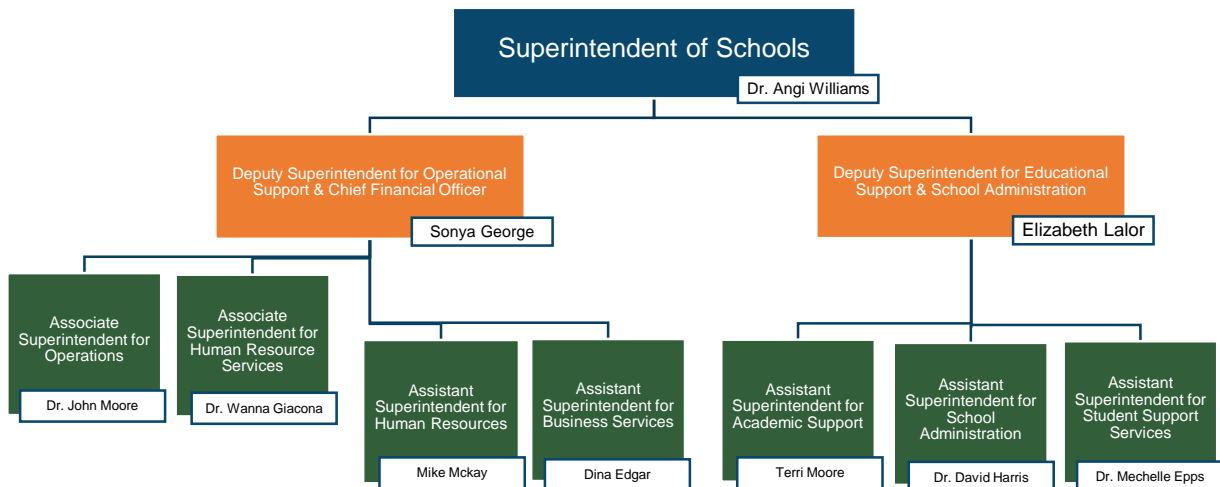 Superintendent of Schools
Dr. Angi Williams
Deputy Superintendent for Operational
Support & Chief Financial Officer
Sonya George
Deputy Superintendent for Educational
Support & School Administration
Elizabeth Lalor
Associate
Superintendent for
Operations
Dr. John Moore
Associate
Superintendent for
Human Resource
Services
Dr. Wanna Giacona
Assistant
Superintendent for
Human Resources
Mike Mckay
Assistant
Superintendent for
Business Services
Dina Edgar
Assistant
Superintendent for
Academic Support
Terri Moore
Assistant
Superintendent for
School
Administration
Dr. David Harris
Assistant
Superintendent for
Student Support
Services
Dr. Mechelle Epps